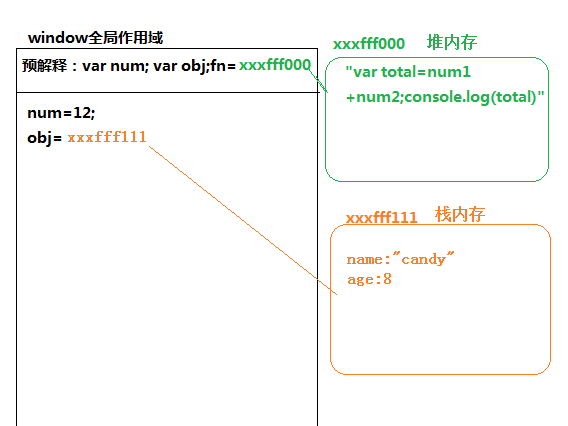 window全局作用域
预解释：var num; var obj;fn= xxxfff000
num=12;
obj= xxxfff111
xxxfff000 堆内存
"var total=num1
+num2;console.log(total)"
xxxfff111 栈内存
name:"candy"
age:8